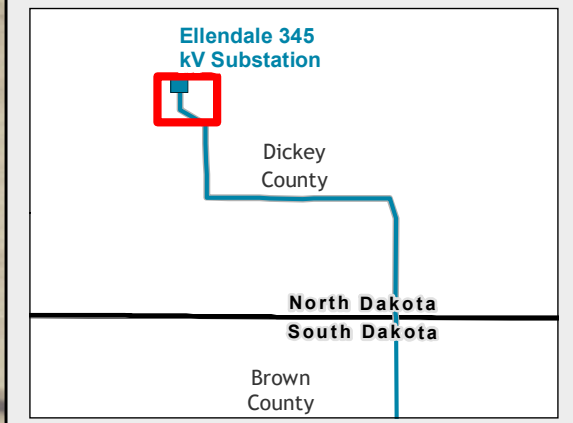 Ellendale 345
kV Substation
Dickey
County
North Dakota
South Dakota
Brown
County